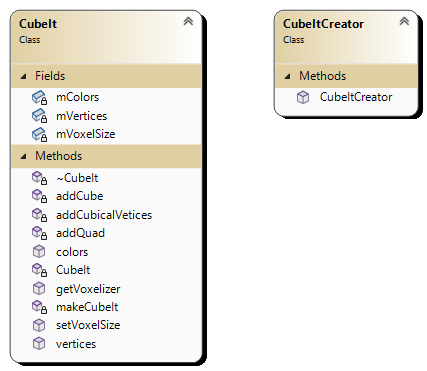 CubeIt
Class
Fields
mColors
mVertices
mVoxelSize
Methods
~CubeIt
addCube
addCubicalVetices
addQuad
colors
CubeIt
getVoxelizer
makeCubeIt
setVoxelSize
vertices
CubeItCreator
Class
Methods
CubeItCreator